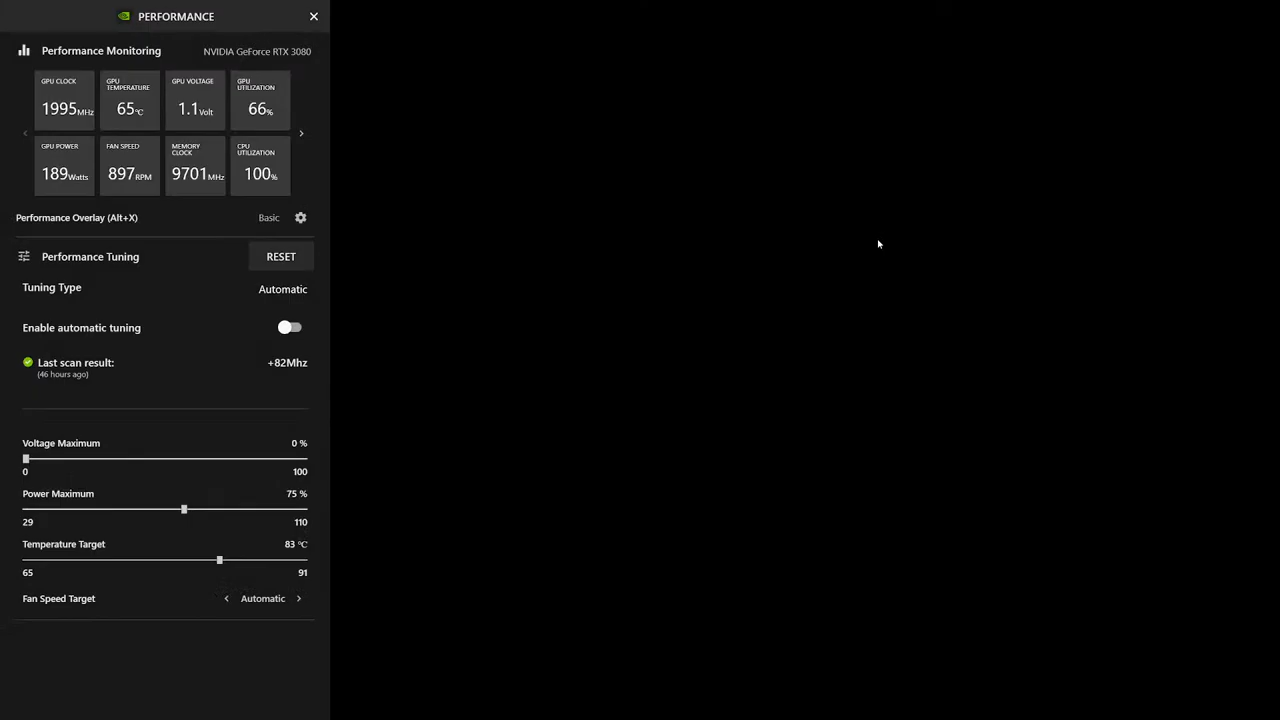 PERFORMANCE
Performance Monitoring
NVIDIA GeForce RTX 3080
GPU CLOCK
1995MHz
GPU
TEMPERATURE
65°C
GPU VOLTAGE
1.1Volt
GPU
UTILIZATION
66%
GPU POWER
189Watts
FAN SPEED
897RPM
MEMORY
CLOCK
9701MHz
CPU
UTILIZATION
100%
Performance Overlay (Alt+X)
Basic
Performance Tuning
RESET
Tuning Type
Automatic
Enable automatic tuning
Last scan result:
+82Mhz
(46 hours ago)
Voltage Maximum
0 %
0
100
Power Maximum
75 %
29
110
Temperature Target
83 °C
65
91
Fan Speed Target
Automatic